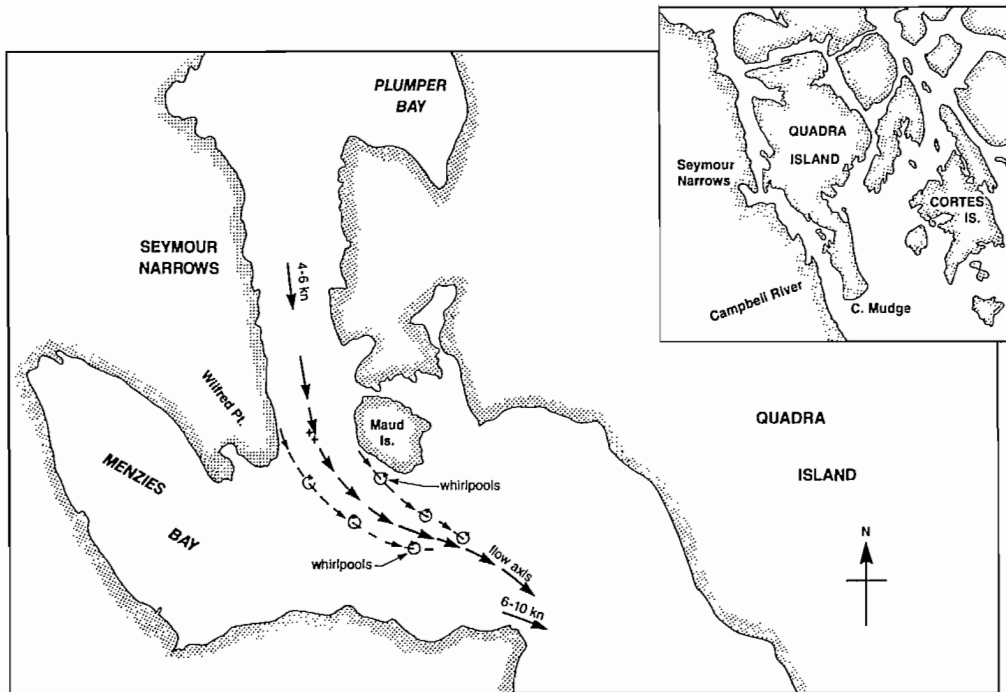 PLUMPER
BAY
SEYMOUR
NARROWS
4-6 kn
Wilfred Pt.
Maud
Is.
MENZIES
BAY
whirlpools
whirlpools
flow axis
6-10 kn
QUADRA
ISLAND
N
QUADRA
ISLAND
Seymour
Narrows
CORTES
IS.
Campbell River
C. Mudge